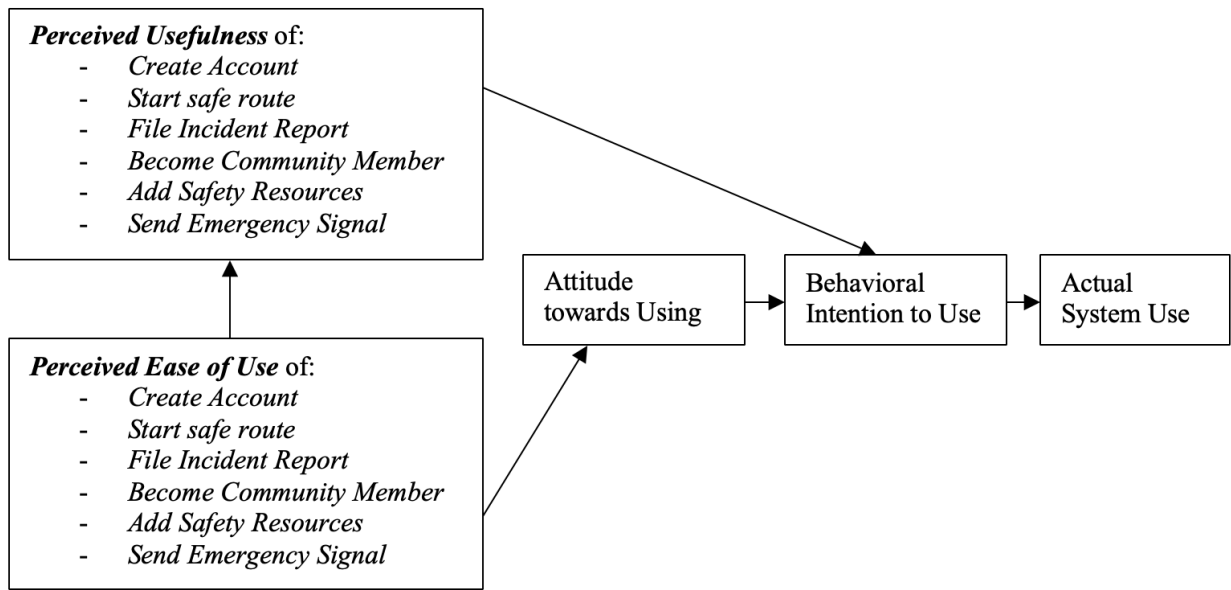 Perceived Usefulness of:
- Create Account
- Start safe route
- File Incident Report
- Become Community Member
- Add Safety Resources
- Send Emergency Signal
Attitude
towards Using
Behavioral
Intention to Use
Actual
System Use
Perceived Ease of Use of:
- Create Account
- Start safe route
- File Incident Report
- Become Community Member
- Add Safety Resources
- Send Emergency Signal